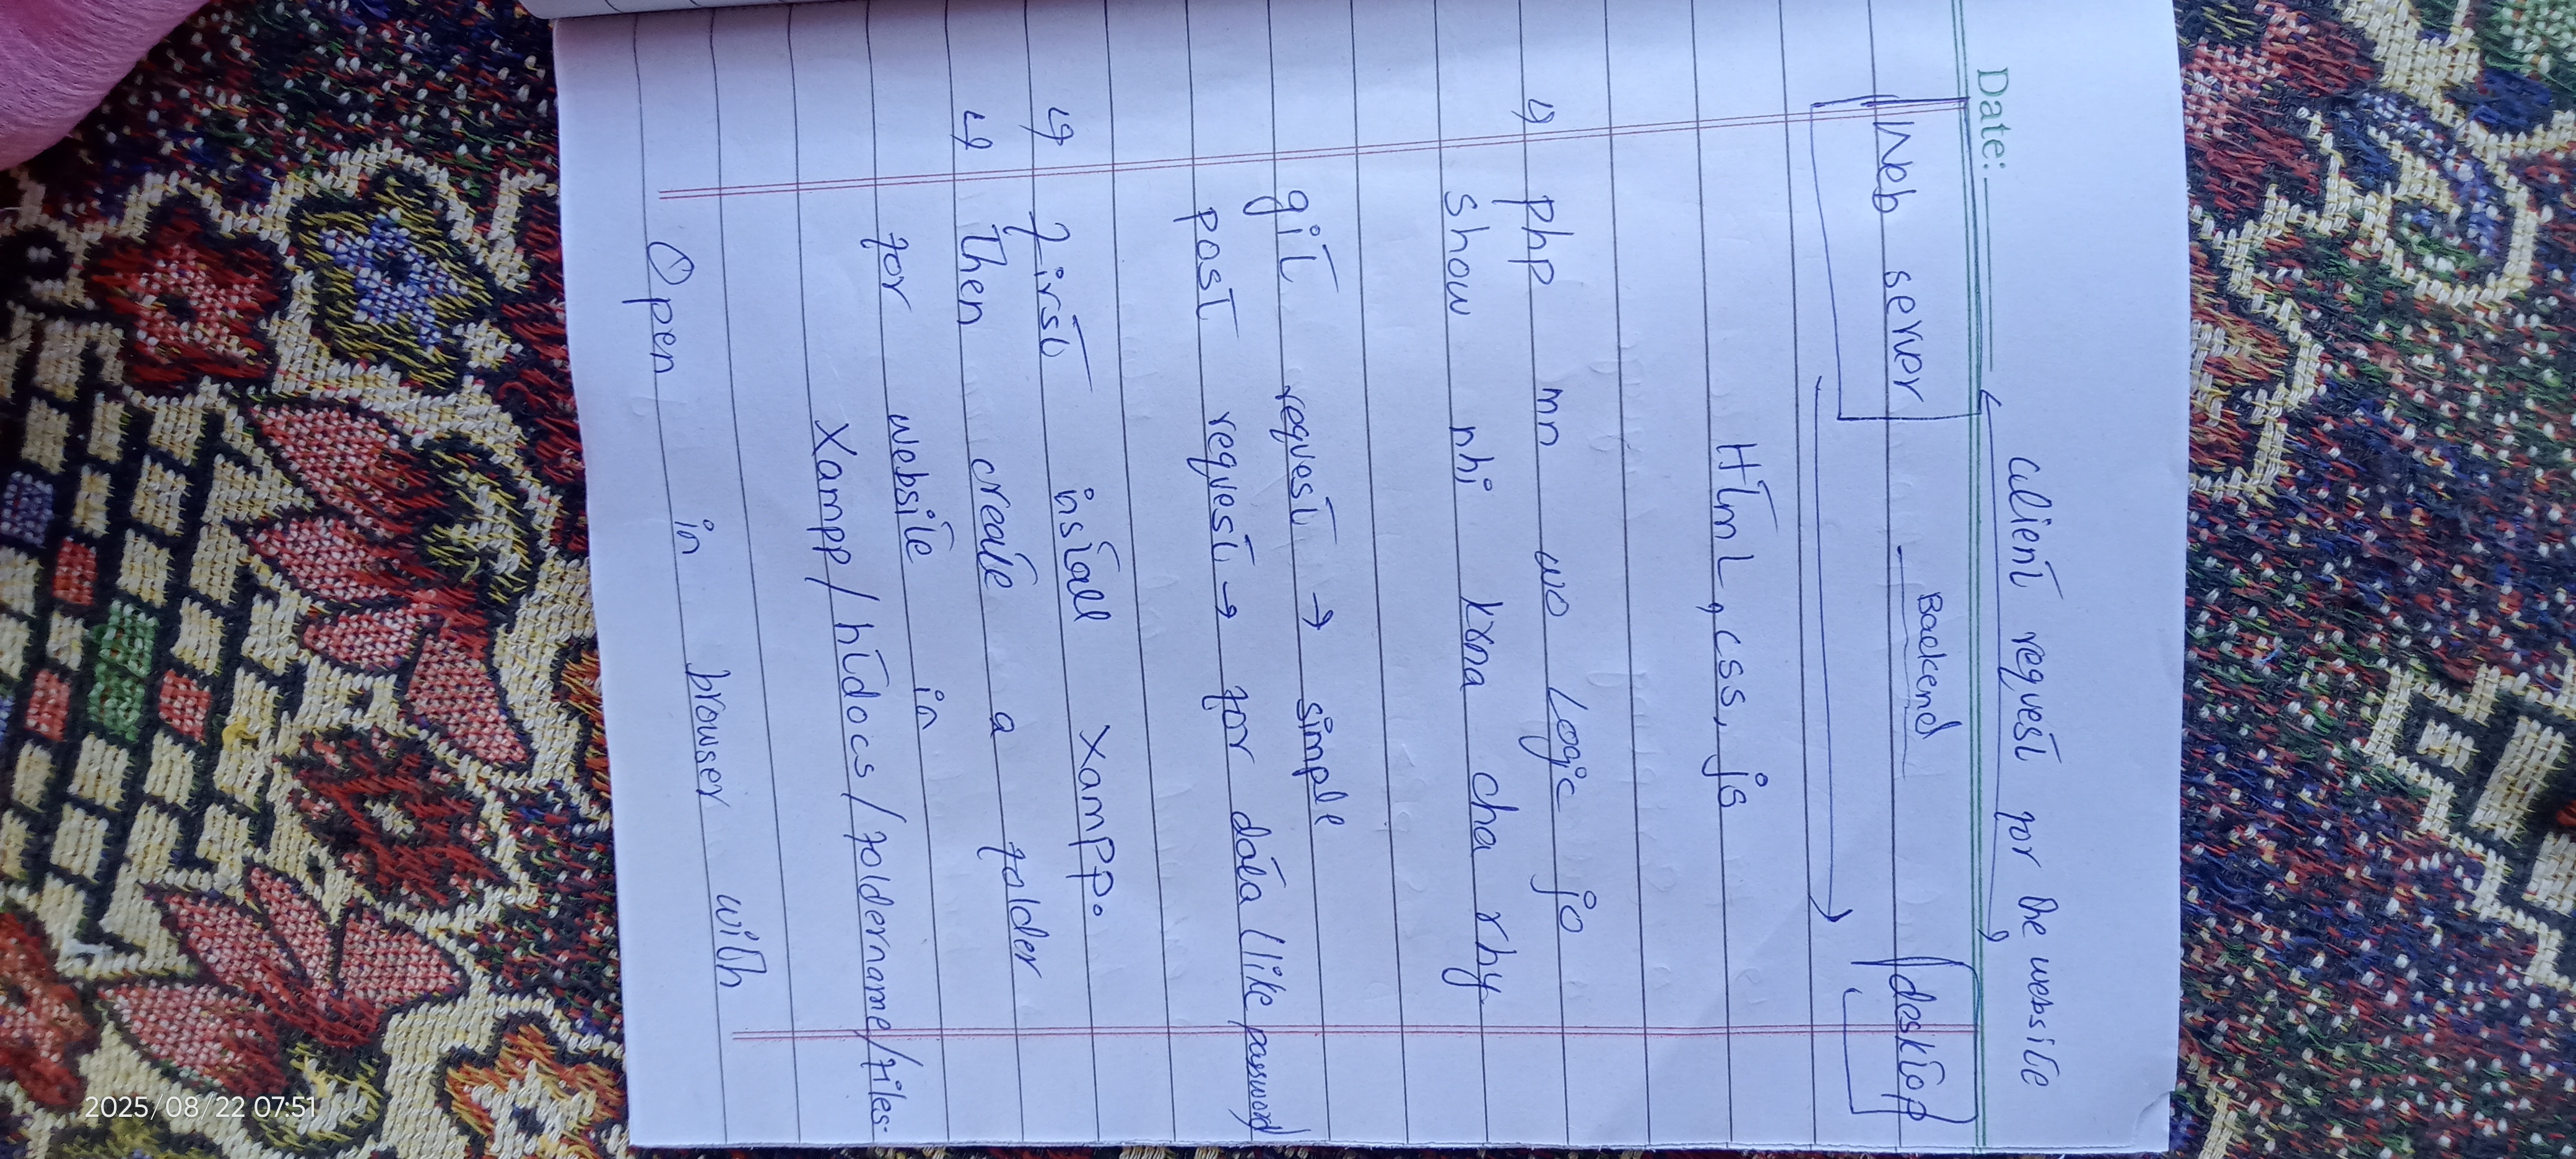 Date:
client request for the website
Web server Backend desktop
Html, css, js
php mn wo logic jo
show nhi krna cha rhy
git request → simple
post request → for data (like password
first install XAMPP.
Then create a folder
for website in
Xampp/htdocs/foldername/files.
Open in browser with
2025/08/22 07:51